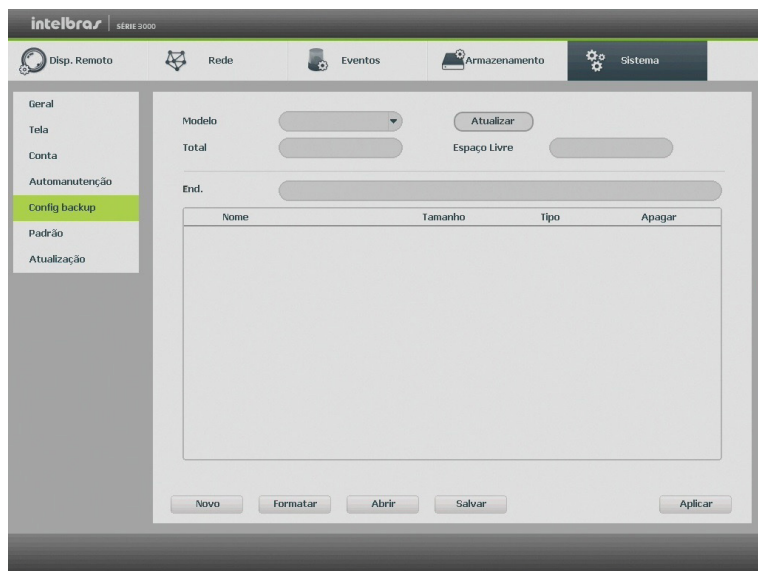 intelbras SÉRIE 3000
Disp. Remoto Rede Eventos Armazenamento Sistema
Geral
Tela
Conta
Automanutenção
Config backup
Padrão
Atualização
Modelo Atualizar
Total Espaço Livre
End.
Nome Tamanho Tipo Apagar
Novo Formatar Abrir Salvar Aplicar